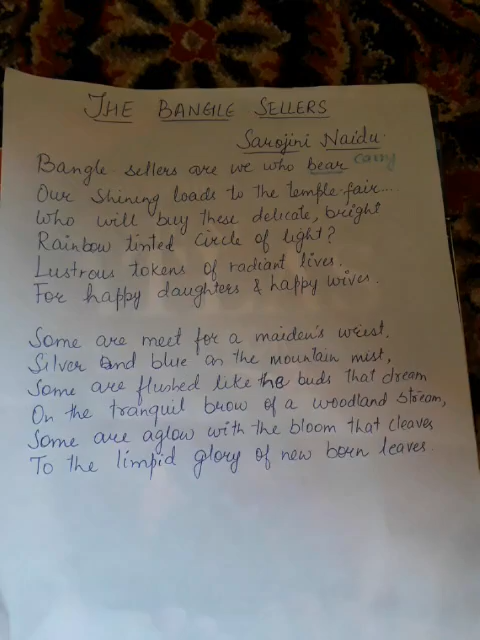 THE BANGLE SELLERS
Sarojini Naidu.
Bangle-sellers are we who bear carry
Our Shining loads to the temple-fair...
Who will buy these delicate, bright
Rainbow tinted circle of light?
Lustrous tokens of radiant lives.
For happy daughters & happy wives.
Some are meet for a maiden's wrist.
Silver and blue as the mountain mist,
Some are flushed like the buds that dream
On the tranquil brow of a woodland stream,
Some are aglow with the bloom that cleaves
To the limpid glory of new born leaves.